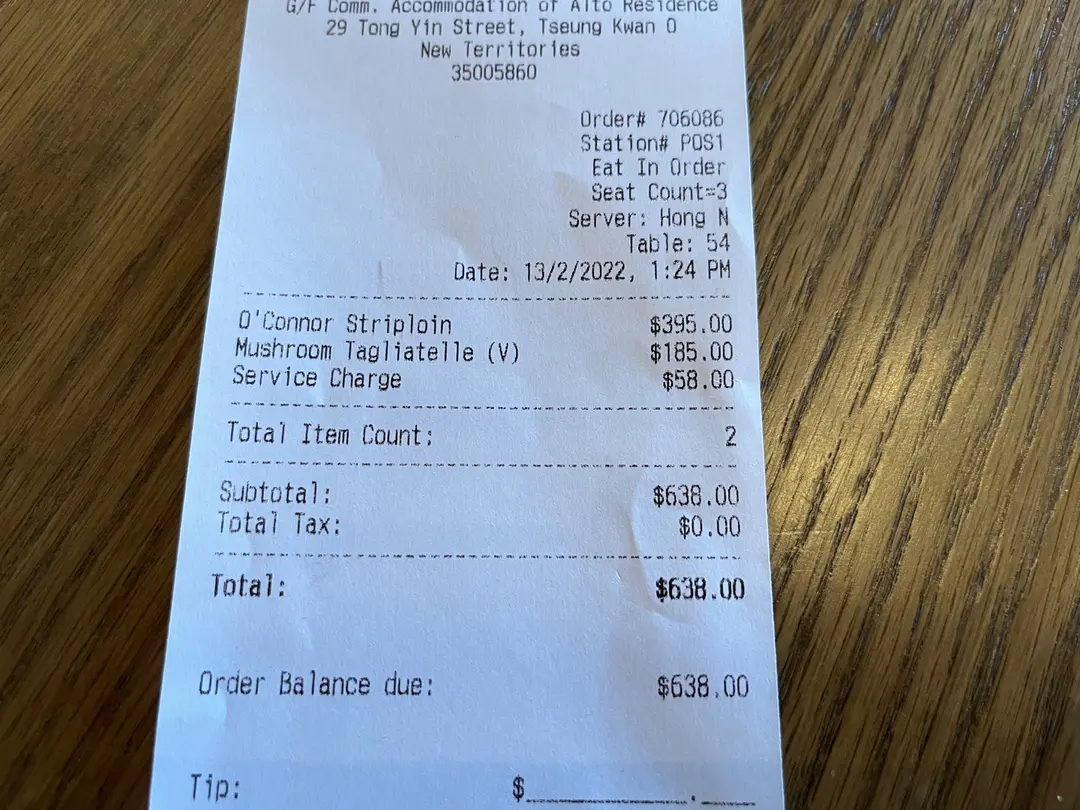 G/F Comm. Accommodation of Alto Residence
29 Tong Yin Street, Tseung Kwan O
New Territories
35005860
Order# 706086
Station# POS1
Eat In Order
Seat Count=3
Server: Hong N
Table: 54
Date: 13/2/2022, 1:24 PM
O'Connor Striploin $395.00
Mushroom Tagliatelle (V) $185.00
Service Charge $58.00
Total Item Count: 2
Subtotal: $638.00
Total Tax: $0.00
Total: $638.00
Order Balance due: $638.00
Tip: $________.____